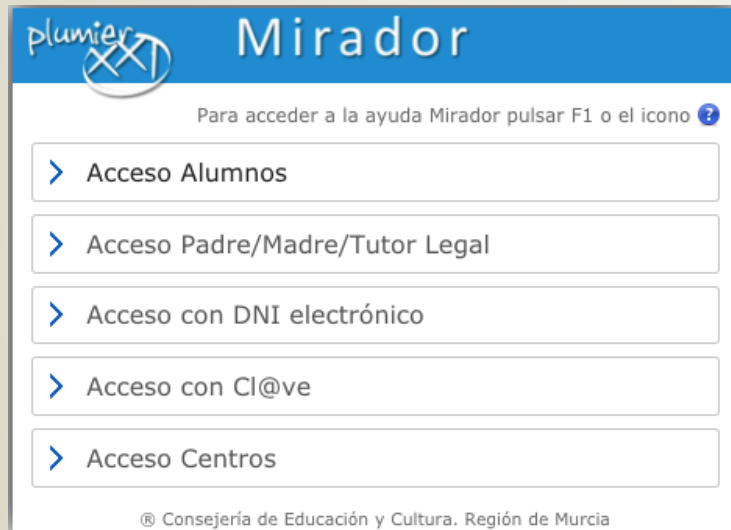 plumier XXI
Mirador
Para acceder a la ayuda Mirador pulsar F1 o el icono ?
Acceso Alumnos
Acceso Padre/Madre/Tutor Legal
Acceso con DNI electrónico
Acceso con Cl@ve
Acceso Centros
® Consejería de Educación y Cultura. Región de Murcia